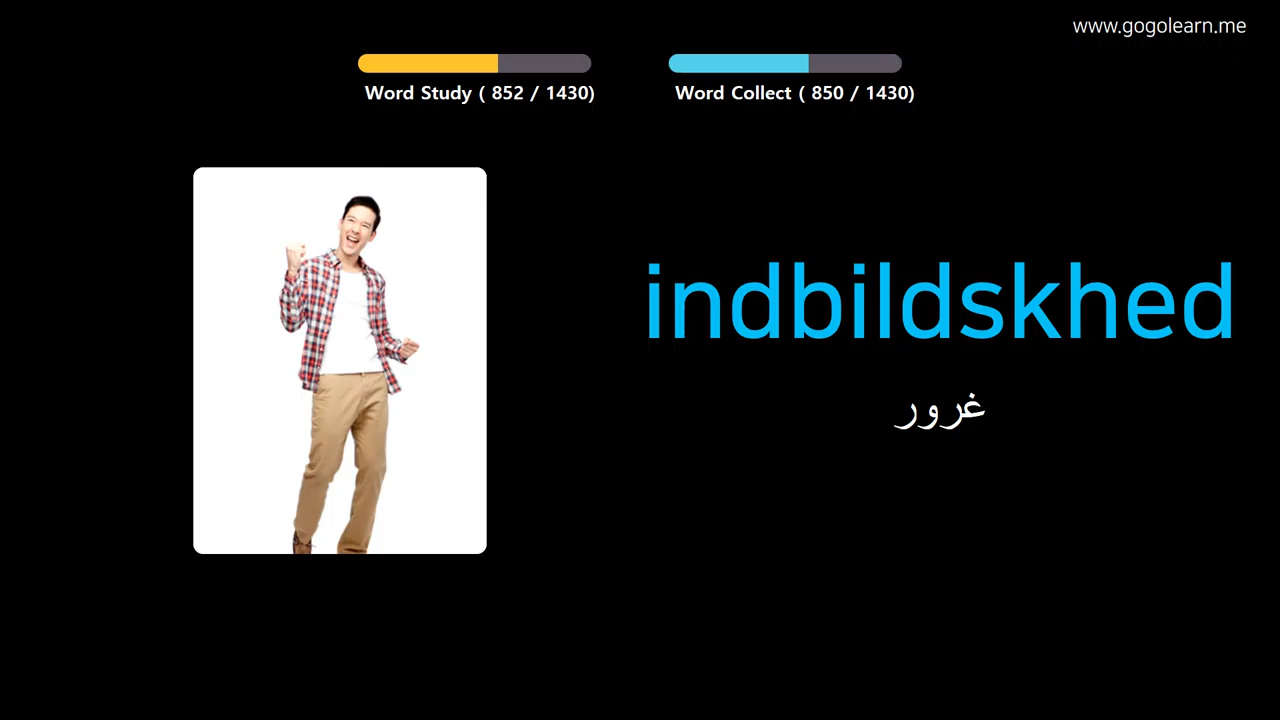 www.gogolearn.me
Word Study ( 852 / 1430)
Word Collect ( 850 / 1430)
indbildskhed
غرور